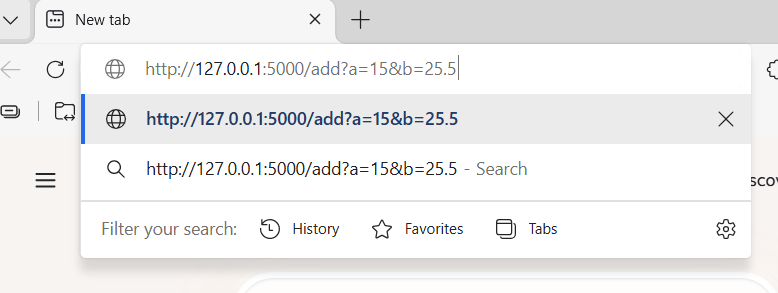 New tab
http://127.0.0.1:5000/add?a=15&b=25.5
http://127.0.0.1:5000/add?a=15&b=25.5
http://127.0.0.1:5000/add?a=15&b=25.5 - Search
scov
Filter your search: History Favorites Tabs